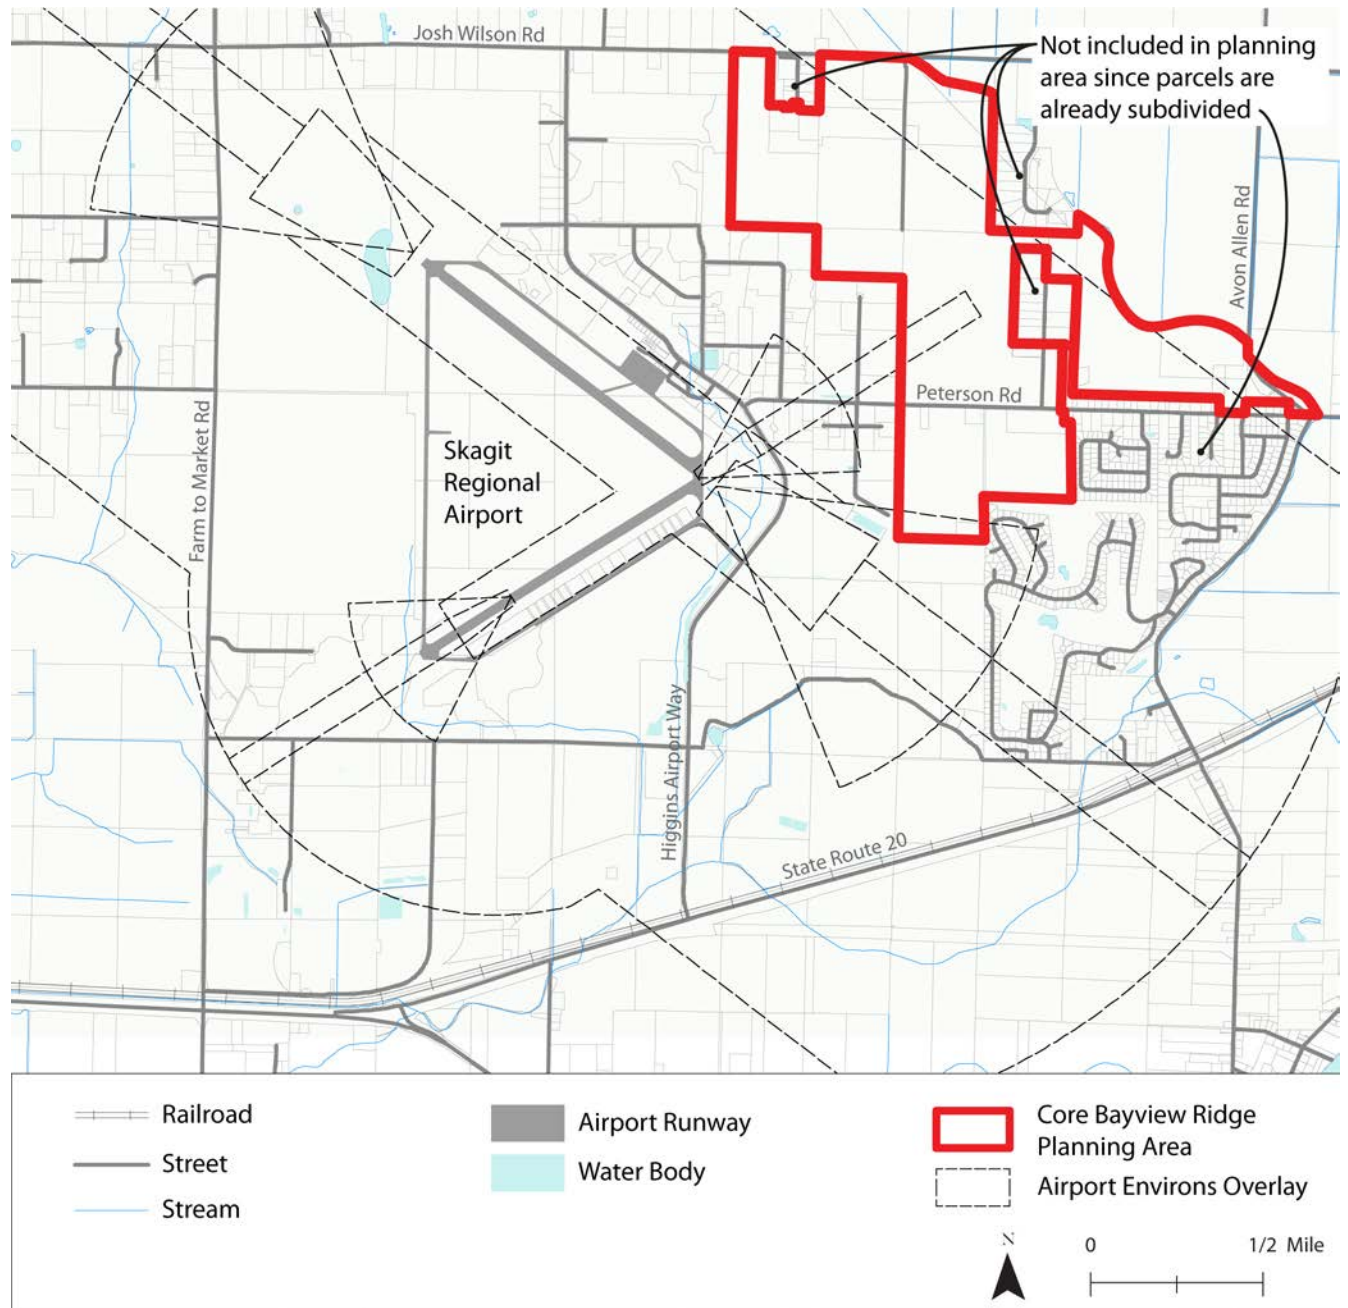 Josh Wilson Rd
Not included in planning
area since parcels are
already subdivided
Avon Allen Rd
Peterson Rd
Farm to Market Rd
Skagit
Regional
Airport
Higgins Airport Way
State Route 20
Railroad
Street
Stream
Airport Runway
Water Body
Core Bayview Ridge
Planning Area
Airport Environs Overlay
N
0 1/2 Mile